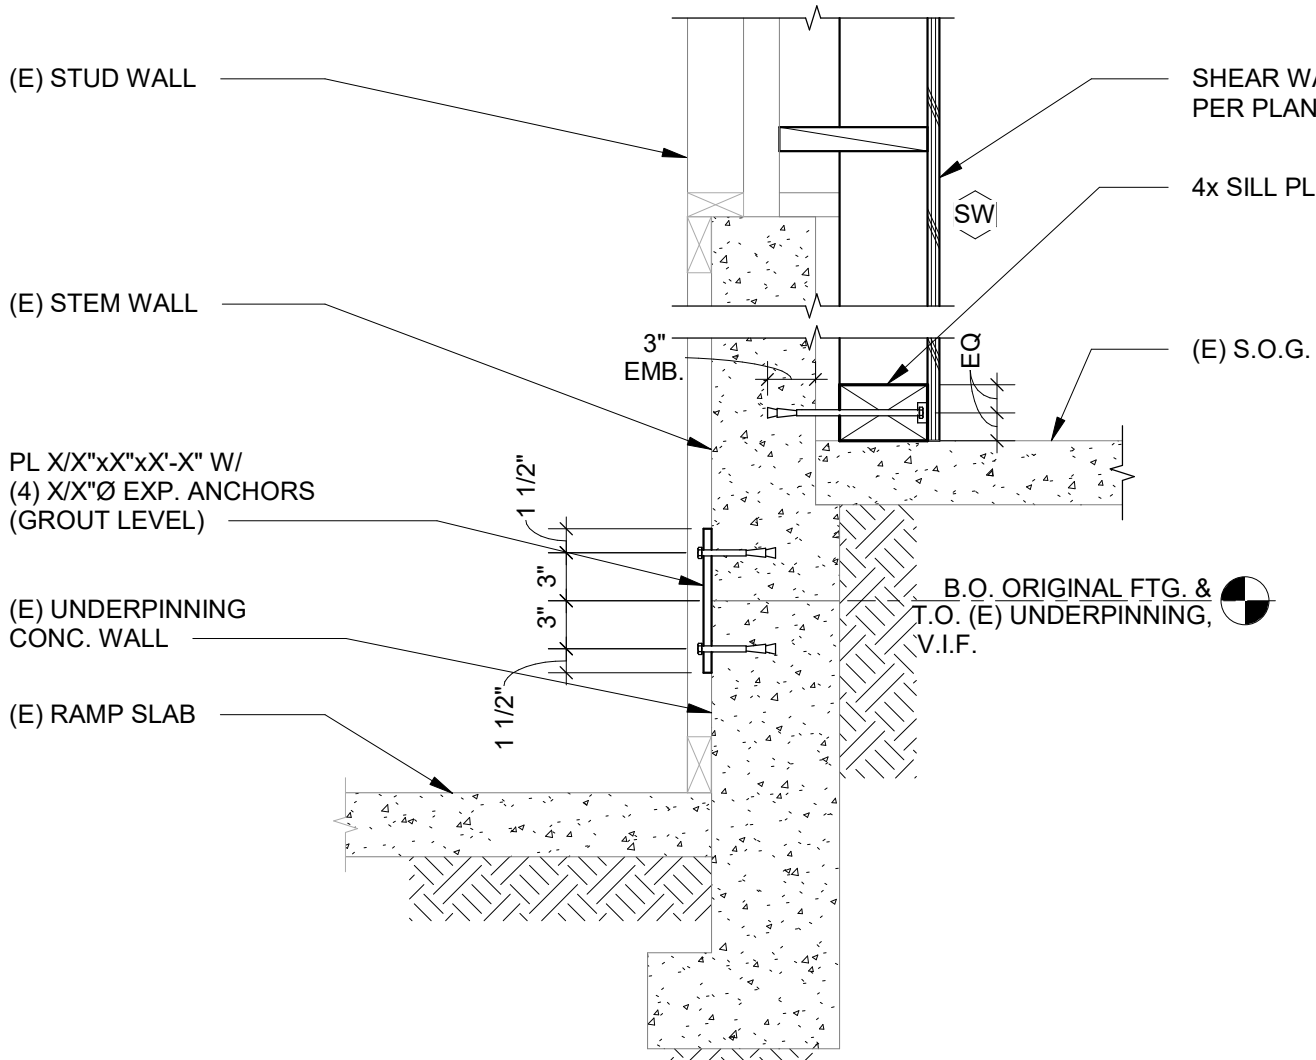 (E) STUD WALL
SHEAR WA
PER PLAN
4x SILL PL
SW
(E) STEM WALL
3"
EMB.
EQ
(E) S.O.G.
PL X/X"xX"xX'-X" W/
(4) X/X"Ø EXP. ANCHORS
(GROUT LEVEL)
1 1/2"
3"
3"
1 1/2"
B.O. ORIGINAL FTG. &
T.O. (E) UNDERPINNING,
V.I.F.
(E) UNDERPINNING
CONC. WALL
(E) RAMP SLAB